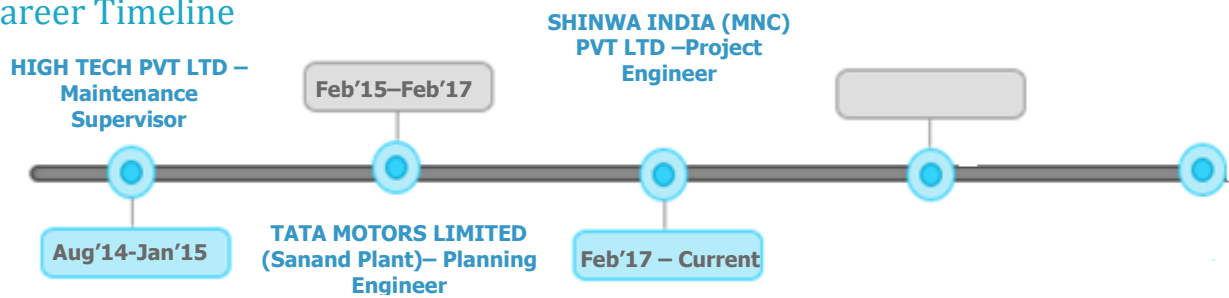 areer Timeline
HIGH TECH PVT LTD –
Maintenance
Supervisor
Aug’14-Jan’15
Feb’15–Feb’17
TATA MOTORS LIMITED
(Sanand Plant)– Planning
Engineer
SHINWA INDIA (MNC)
PVT LTD –Project
Engineer
Feb’17 – Current